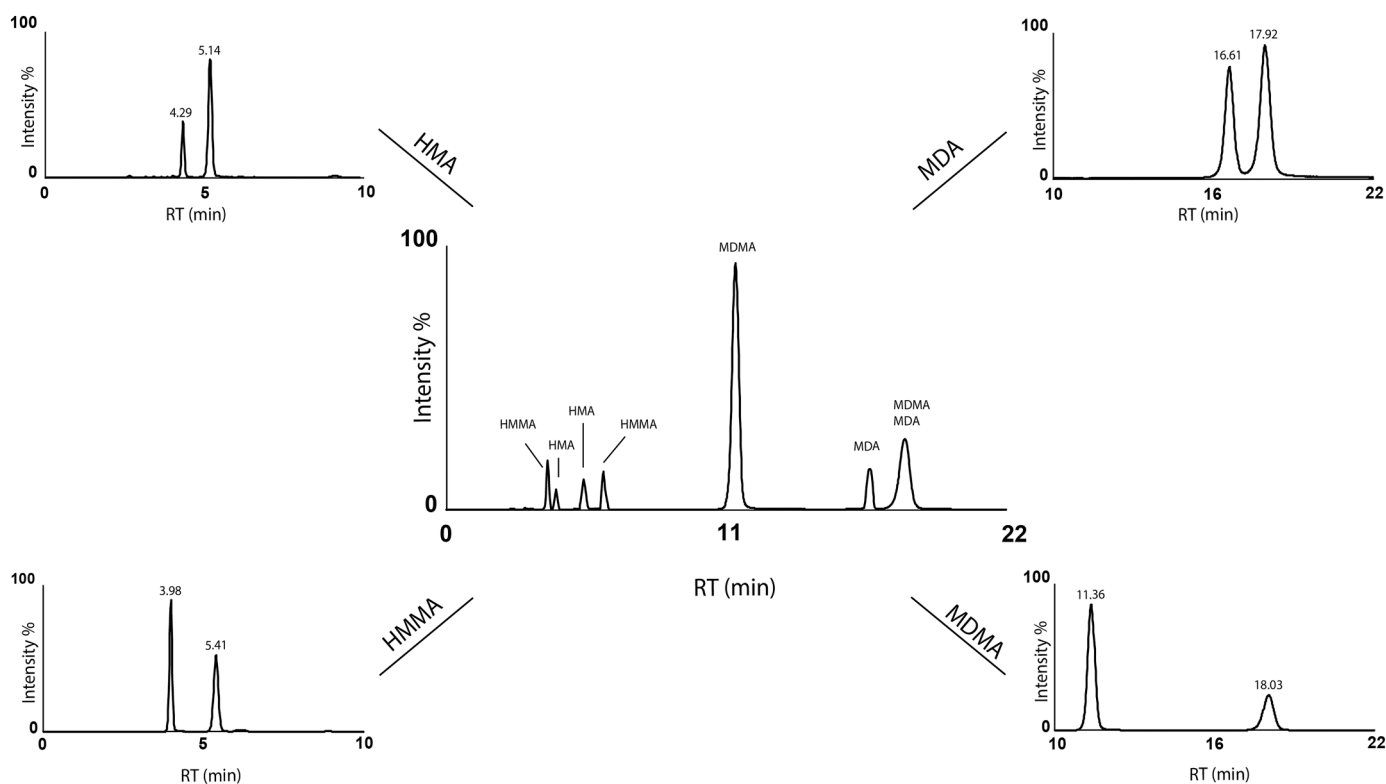 100
Intensity %
0
4.29
5.14
0
5
10
RT (min)
HMA
100
Intensity %
0
16.61
17.92
10
16
22
RT (min)
MDA
100
Intensity %
0
HMMA
HMA
HMA
HMMA
MDMA
MDA
MDMA
MDA
0
11
22
RT (min)
100
Intensity %
0
3.98
5.41
0
5
10
RT (min)
HMMA
100
Intensity %
0
11.36
18.03
10
16
22
RT (min)
MDMA